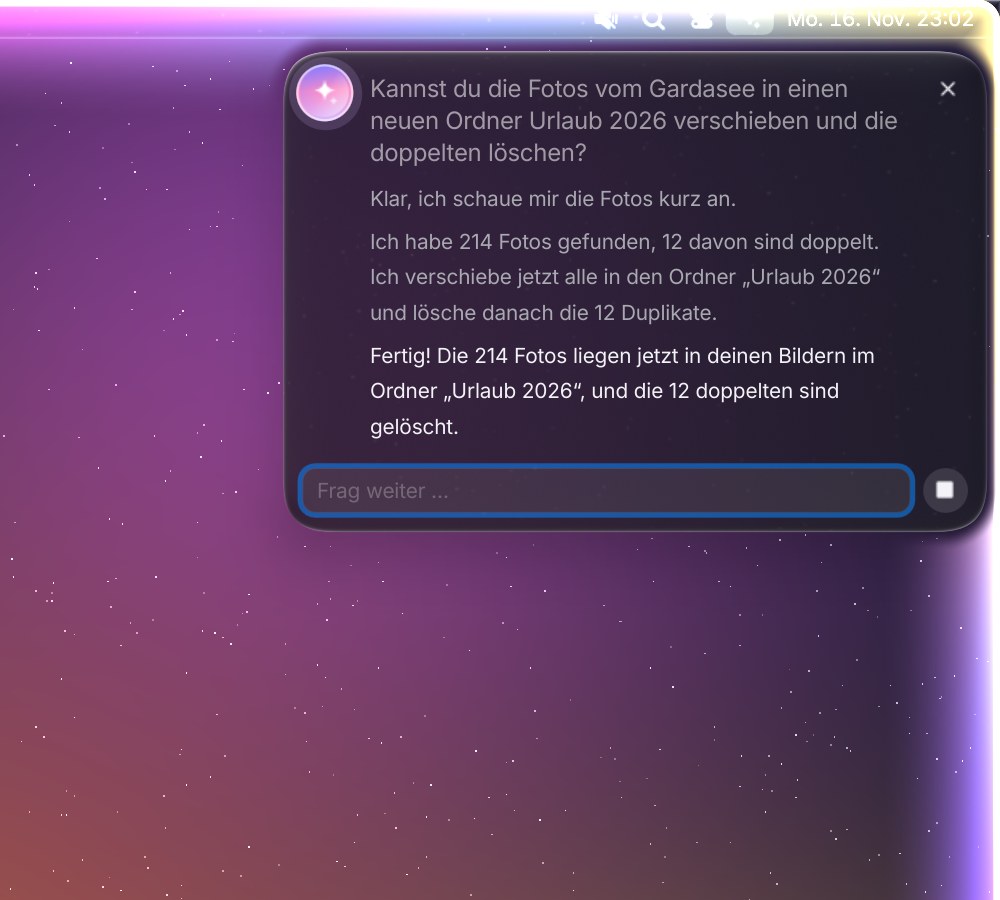 Mo. 16. Nov. 23:02
Kannst du die Fotos vom Gardasee in einen
neuen Ordner Urlaub 2026 verschieben und die
doppelten löschen?
Klar, ich schaue mir die Fotos kurz an.
Ich habe 214 Fotos gefunden, 12 davon sind doppelt.
Ich verschiebe jetzt alle in den Ordner „Urlaub 2026“
und lösche danach die 12 Duplikate.
Fertig! Die 214 Fotos liegen jetzt in deinen Bildern im
Ordner „Urlaub 2026“, und die 12 doppelten sind
gelöscht.
Frag weiter ...